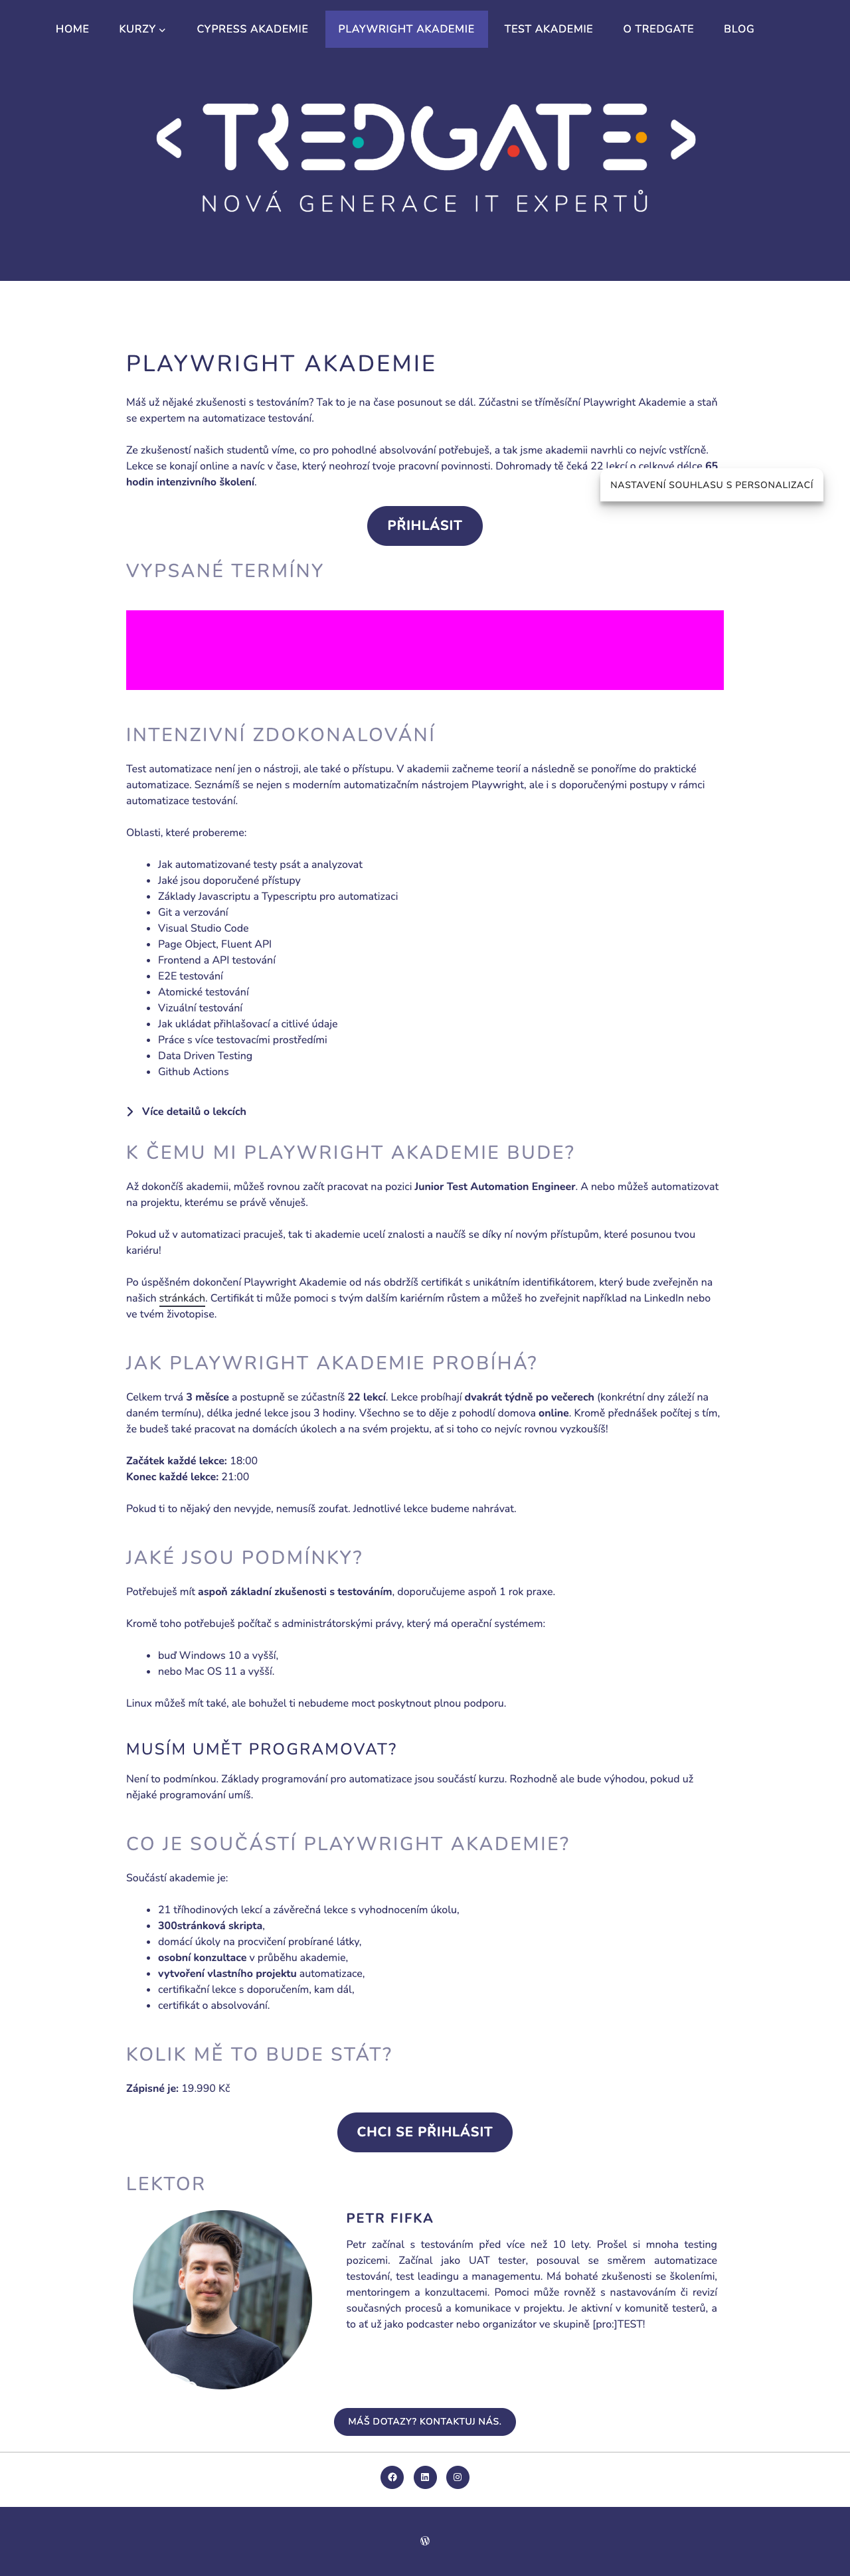 HOME KURZY CYPRESS AKADEMIE PLAYWRIGHT AKADEMIE TEST AKADEMIE O TREDGATE BLOG
< TREDGATE >
NOVÁ GENERACE IT EXPERTŮ
PLAYWRIGHT AKADEMIE
Máš už nějaké zkušenosti s testováním? Tak to je na čase posunout se dál. Zúčastni se tříměsíční Playwright Akademie a staň
se expertem na automatizace testování.
Ze zkušeností našich studentů víme, co pro pohodlné absolvování potřebuješ, a tak jsme akademii navrhli co nejvíc vstřícně.
Lekce se konají online a navíc v čase, který neohrozí tvoje pracovní povinnosti. Dohromady tě čeká 22 lekcí o celkové délce 65
hodin intenzivního školení.
NASTAVENÍ SOUHLASU S PERSONALIZACÍ
PŘIHLÁSIT
VYPSANÉ TERMÍNY
INTENZIVNÍ ZDOKONALOVÁNÍ
Test automatizace není jen o nástroji, ale také o přístupu. V akademii začneme teorií a následně se ponoříme do praktické
automatizace. Seznámíš se nejen s moderním automatizačním nástrojem Playwright, ale i s doporučenými postupy v rámci
automatizace testování.
Oblasti, které probereme:
• Jak automatizované testy psát a analyzovat
• Jaké jsou doporučené přístupy
• Základy Javascriptu a Typescriptu pro automatizaci
• Git a verzování
• Visual Studio Code
• Page Object, Fluent API
• Frontend a API testování
• E2E testování
• Atomické testování
• Vizuální testování
• Jak ukládat přihlašovací a citlivé údaje
• Práce s více testovacími prostředími
• Data Driven Testing
• Github Actions
Více detailů o lekcích
K ČEMU MI PLAYWRIGHT AKADEMIE BUDE?
Až dokončíš akademii, můžeš rovnou začít pracovat na pozici Junior Test Automation Engineer. A nebo můžeš automatizovat
na projektu, kterému se právě věnuješ.
Pokud už v automatizaci pracuješ, tak ti akademie ucelí znalosti a naučíš se díky ní novým přístupům, které posunou tvou
kariéru!
Po úspěšném dokončení Playwright Akademie od nás obdržíš certifikát s unikátním identifikátorem, který bude zveřejněn na
našich stránkách. Certifikát ti může pomoci s tvým dalším kariérním růstem a můžeš ho zveřejnit například na LinkedIn nebo
ve tvém životopise.
JAK PLAYWRIGHT AKADEMIE PROBÍHÁ?
Celkem trvá 3 měsíce a postupně se zúčastníš 22 lekcí. Lekce probíhají dvakrát týdně po večerech (konkrétní dny záleží na
daném termínu), délka jedné lekce jsou 3 hodiny. Všechno se to děje z pohodlí domova online. Kromě přednášek počítej s tím,
že budeš také pracovat na domácích úkolech a na svém projektu, ať si toho co nejvíc rovnou vyzkoušíš!
Začátek každé lekce: 18:00
Konec každé lekce: 21:00
Pokud ti to nějaký den nevyjde, nemusíš zoufat. Jednotlivé lekce budeme nahrávat.
JAKÉ JSOU PODMÍNKY?
Potřebuješ mít aspoň základní zkušenosti s testováním, doporučujeme aspoň 1 rok praxe.
Kromě toho potřebuješ počítač s administrátorskými právy, který má operační systémem:
• buď Windows 10 a vyšší,
• nebo Mac OS 11 a vyšší.
Linux můžeš mít také, ale bohužel ti nebudeme moct poskytnout plnou podporu.
MUSÍM UMĚT PROGRAMOVAT?
Není to podmínkou. Základy programování pro automatizace jsou součástí kurzu. Rozhodně ale bude výhodou, pokud už
nějaké programování umíš.
CO JE SOUČÁSTÍ PLAYWRIGHT AKADEMIE?
Součástí akademie je:
• 21 tříhodinových lekcí a závěrečná lekce s vyhodnocením úkolu,
• 300stránková skripta,
• domácí úkoly na procvičení probírané látky,
• osobní konzultace v průběhu akademie,
• vytvoření vlastního projektu automatizace,
• certifikační lekce s doporučením, kam dál,
• certifikát o absolvování.
KOLIK MĚ TO BUDE STÁT?
Zápisné je: 19.990 Kč
CHCI SE PŘIHLÁSIT
LEKTOR
PETR FIFKA
Petr začínal s testováním před více než 10 lety. Prošel si mnoha testing
pozicemi. Začínal jako UAT tester, posouval se směrem automatizace
testování, test leadingu a managementu. Má bohaté zkušenosti se školeními,
mentoringem a konzultacemi. Pomoci může rovněž s nastavováním či revizí
současných procesů a komunikace v projektu. Je aktivní v komunitě testerů, a
to ať už jako podcaster nebo organizátor ve skupině [pro:]TEST!
MÁŠ DOTAZY? KONTAKTUJ NÁS.